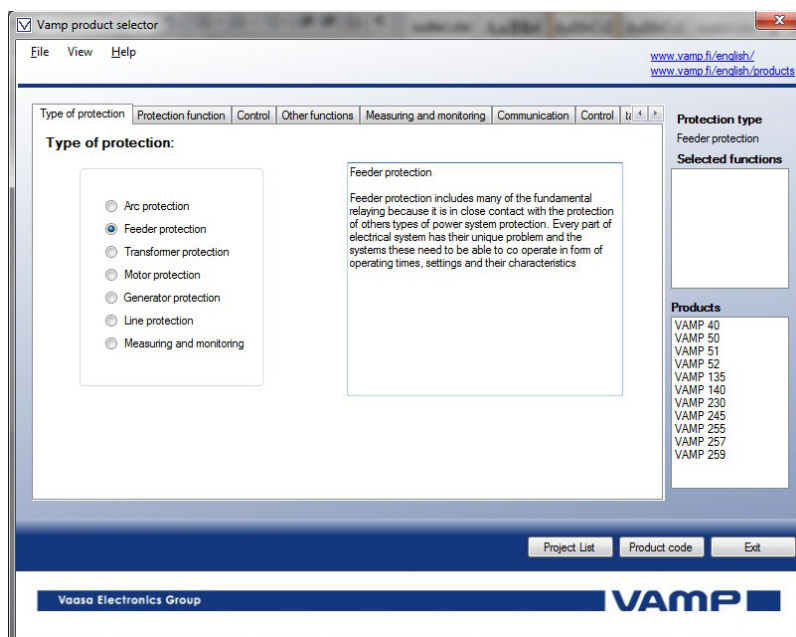 Vamp product selector
File View Help
www.vamp.fi/english/
www.vamp.fi/english/products
Type of protection Protection function Control Other functions Measuring and monitoring Communication Control
Type of protection:
Arc protection
Feeder protection
Transformer protection
Motor protection
Generator protection
Line protection
Measuring and monitoring
Feeder protection
Feeder protection includes many of the fundamental
relaying because it is in close contact with the protection
of others types of power system protection. Every part of
electrical system has their unique problem and the
systems these need to be able to co operate in form of
operating times, settings and their characteristics
Protection type
Feeder protection
Selected functions
Products
VAMP 40
VAMP 50
VAMP 51
VAMP 52
VAMP 135
VAMP 140
VAMP 230
VAMP 245
VAMP 255
VAMP 257
VAMP 259
Project List Product code Exit
Vaasa Electronics Group
VAMP